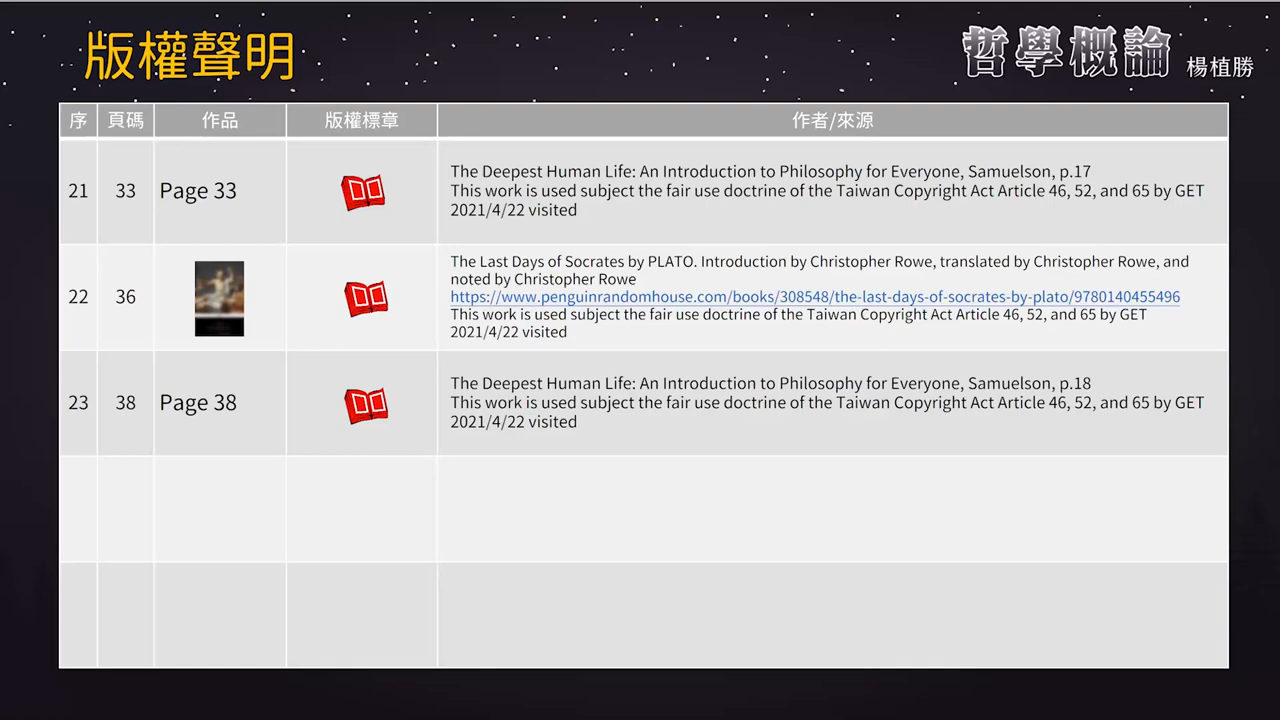 版權聲明
哲學概論 楊植勝
序 頁碼 作品 版權標章 作者/來源
21 33 Page 33
The Deepest Human Life: An Introduction to Philosophy for Everyone, Samuelson, p.17
This work is used subject the fair use doctrine of the Taiwan Copyright Act Article 46, 52, and 65 by GET
2021/4/22 visited
22 36
The Last Days of Socrates by PLATO. Introduction by Christopher Rowe, translated by Christopher Rowe, and
noted by Christopher Rowe
https://www.penguinrandomhouse.com/books/308548/the-last-days-of-socrates-by-plato/9780140455496
This work is used subject the fair use doctrine of the Taiwan Copyright Act Article 46, 52, and 65 by GET
2021/4/22 visited
23 38 Page 38
The Deepest Human Life: An Introduction to Philosophy for Everyone, Samuelson, p.18
This work is used subject the fair use doctrine of the Taiwan Copyright Act Article 46, 52, and 65 by GET
2021/4/22 visited